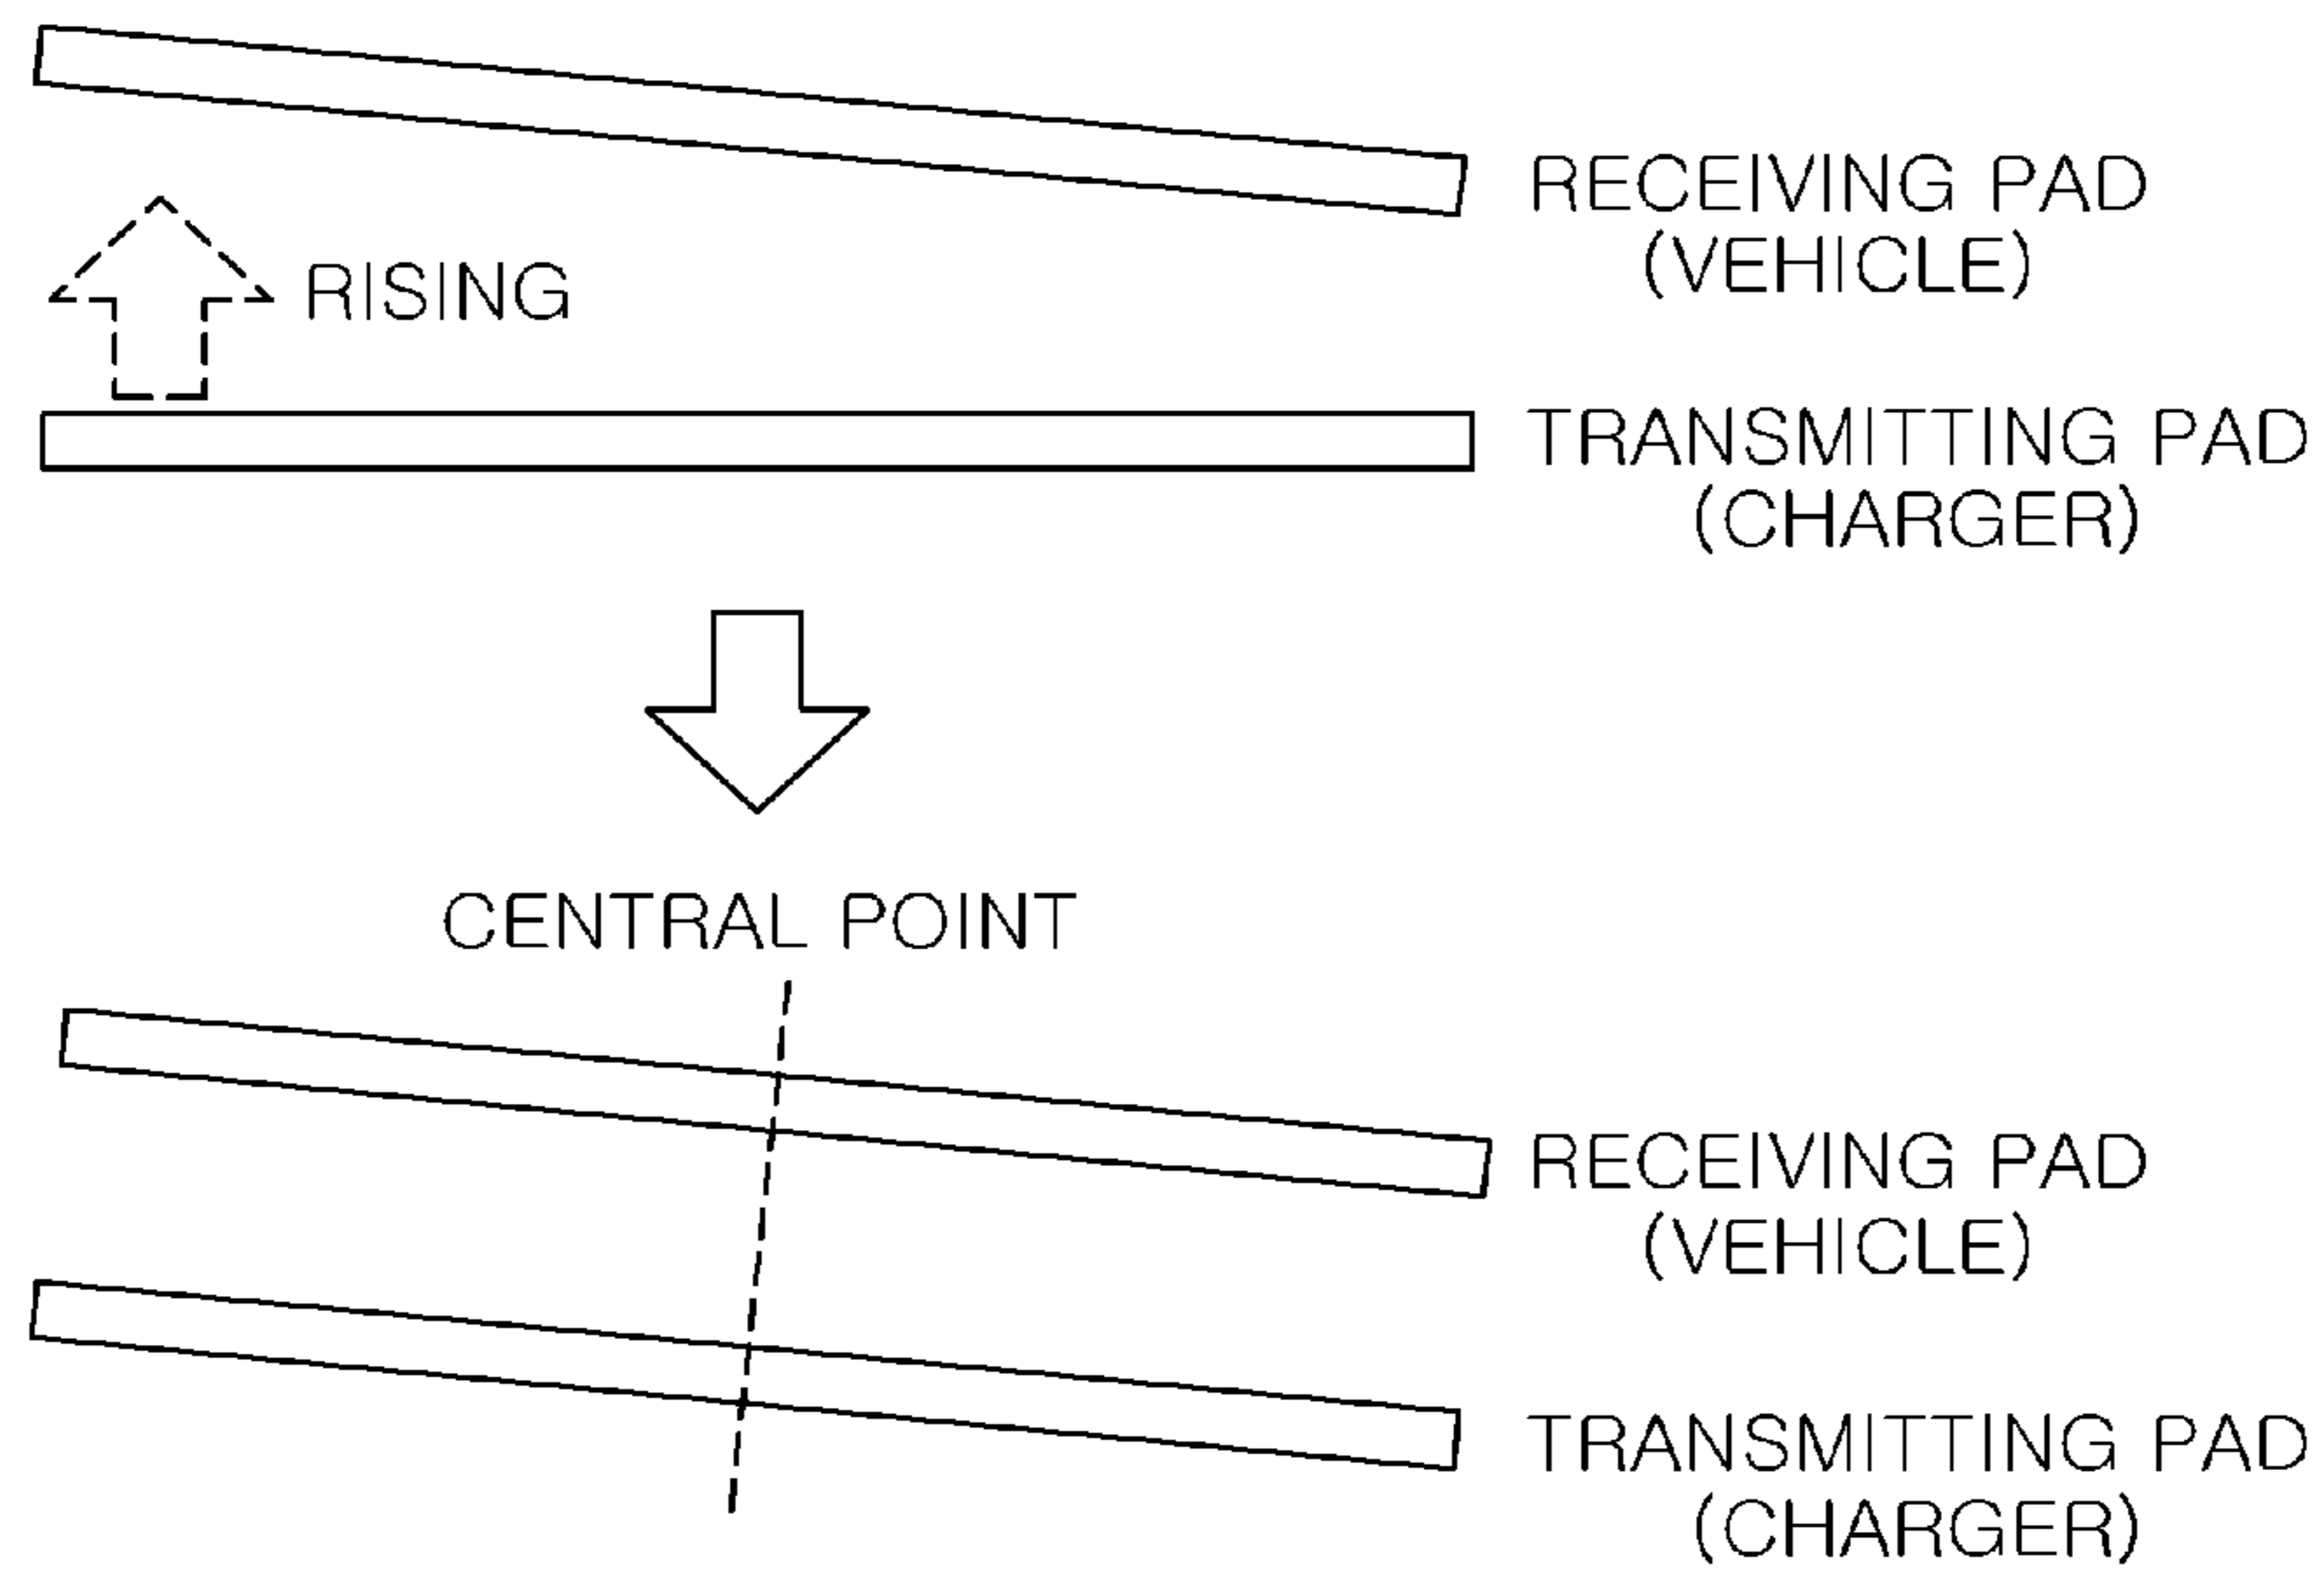 RECEIVING PAD
(VEHICLE)
RISING
TRANSMITTING PAD
(CHARGER)
CENTRAL POINT
RECEIVING PAD
(VEHICLE)
TRANSMITTING PAD
(CHARGER)